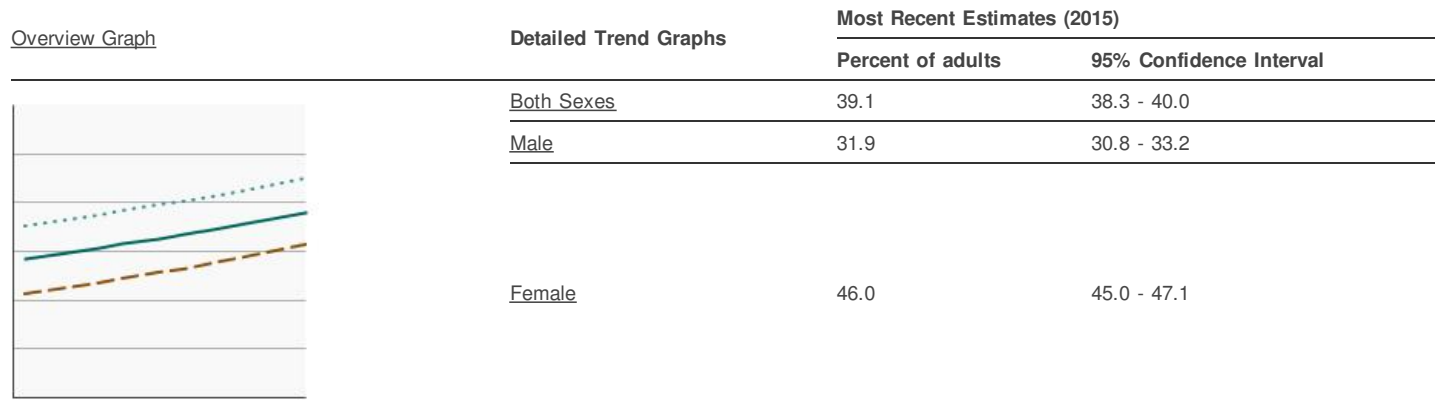 Overview Graph
Detailed Trend Graphs
Most Recent Estimates (2015)
Percent of adults 95% Confidence Interval
Both Sexes 39.1 38.3 - 40.0
Male 31.9 30.8 - 33.2
Female 46.0 45.0 - 47.1